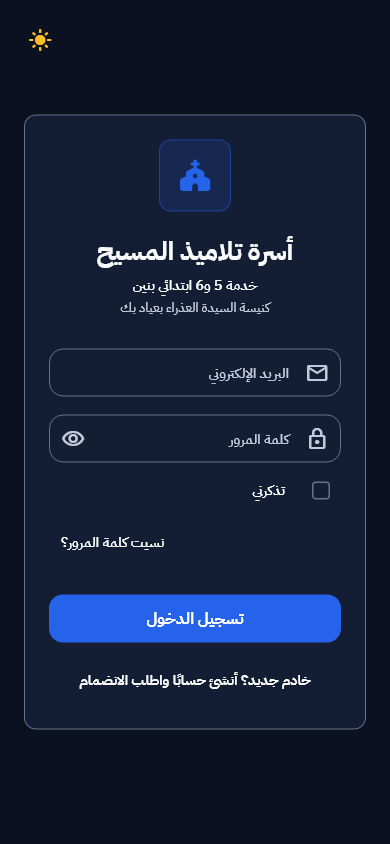 أسرة تلاميذ المسيح
خدمة 5 و6 ابتدائي بنين
كنيسة السيدة العذراء بعياد بك
البريد الإلكتروني
كلمة المرور
تذكرني
نسيت كلمة المرور؟
تسجيل الدخول
خادم جديد؟ أنشئ حسابًا واطلب الانضمام